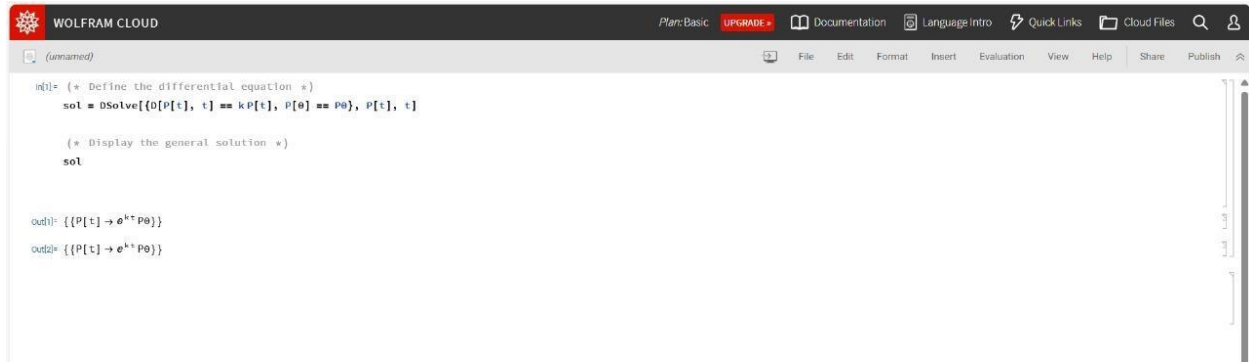 WOLFRAM CLOUD Plan: Basic UPGRADE » Documentation Language Intro Quick Links Cloud Files
(unnamed) File Edit Format Insert Evaluation View Help Share Publish
In[1]:= (* Define the differential equation *)
sol = DSolve[{D[P[t], t] == k P[t], P[0] == P0}, P[t], t]
(* Display the general solution *)
sol
Out[1]= {{P[t] → e^(k t) P0}}
Out[2]= {{P[t] → e^(k t) P0}}